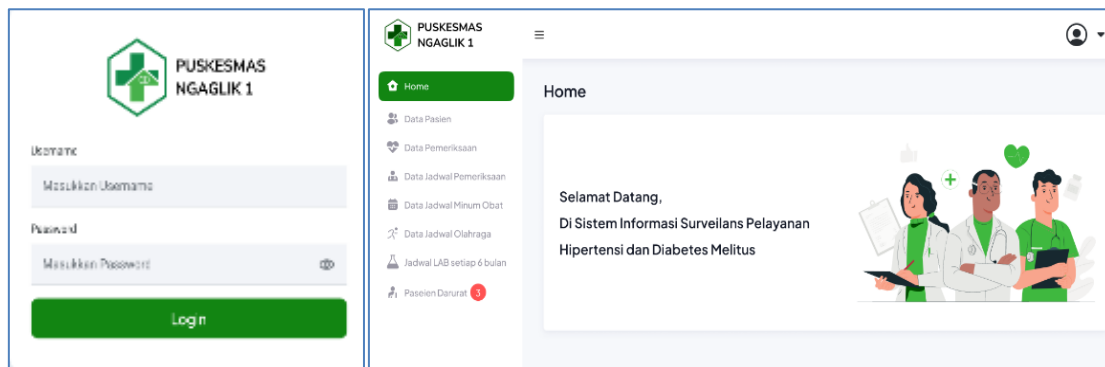 PUSKESMAS
NGAGLIK 1
Username
Masukkan Username
Password
Masukkan Password
Login
PUSKESMAS
NGAGLIK 1
Home
Data Pasien
Data Pemeriksaan
Data Jadwal Pemeriksaan
Data Jadwal Minum Obat
Data Jadwal Olahraga
Jadwal LAB setiap 6 bulan
Paseien Darurat 3
Home
Selamat Datang,
Di Sistem Informasi Surveilans Pelayanan
Hipertensi dan Diabetes Melitus